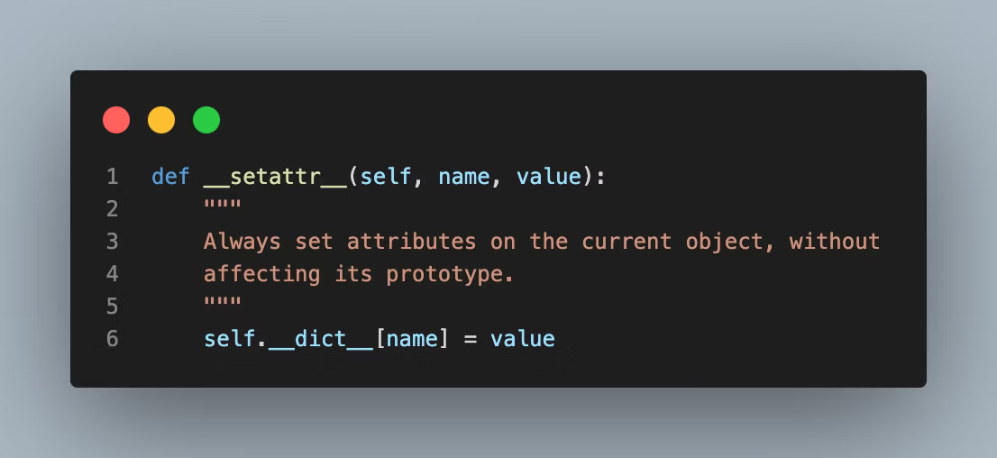 1 def __setattr__(self, name, value):
2     """
3     Always set attributes on the current object, without
4     affecting its prototype.
5     """
6     self.__dict__[name] = value